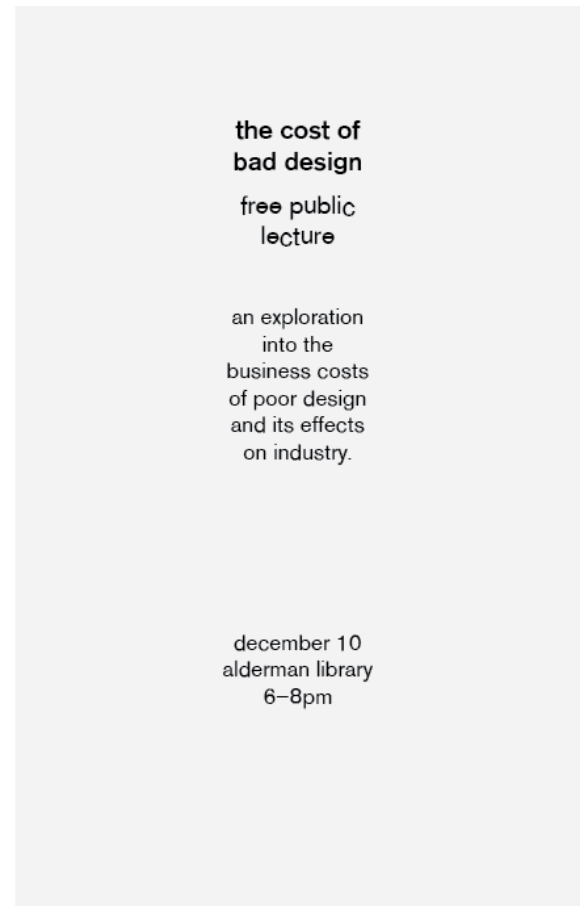 the cost of
bad design
free public
lecture
an exploration
into the
business costs
of poor design
and its effects
on industry.
december 10
alderman library
6–8pm